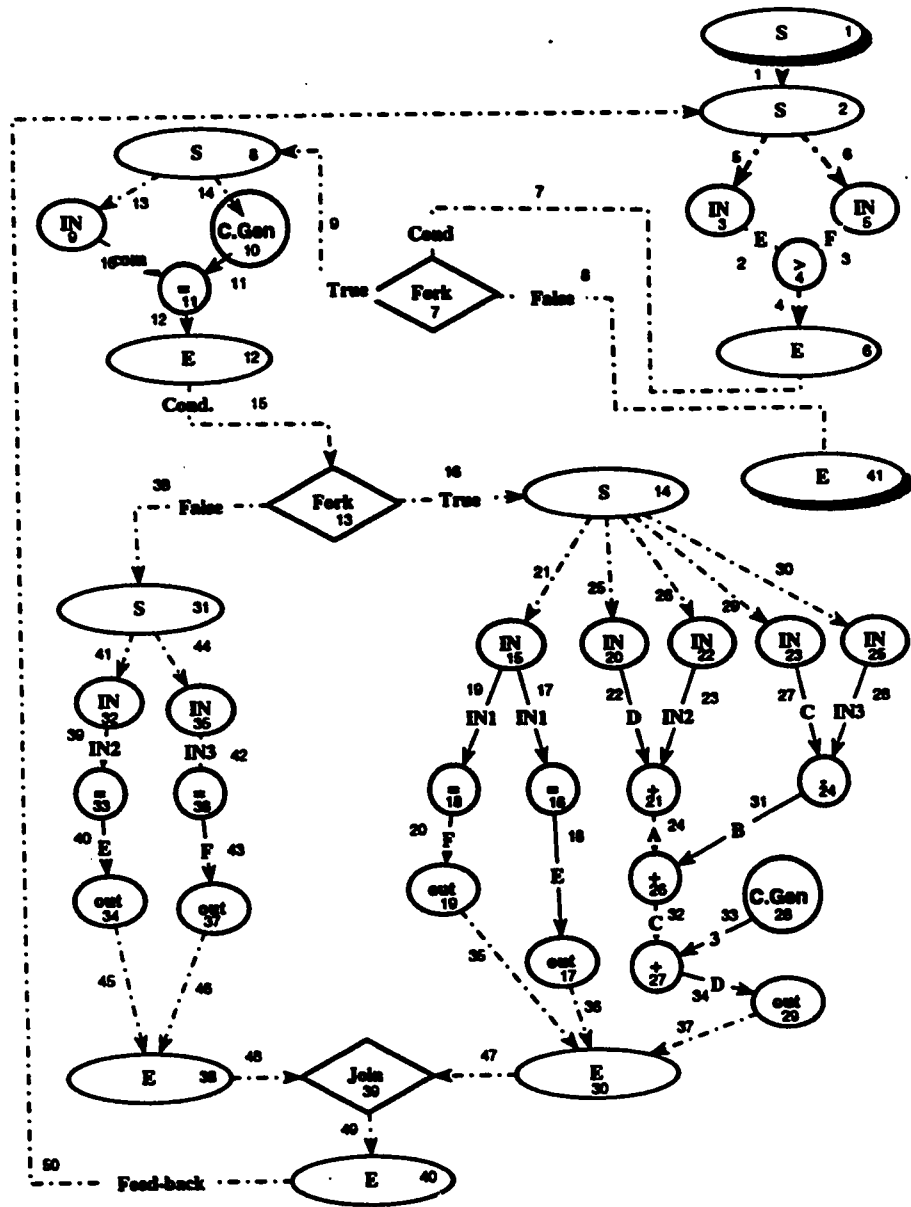 S 1
1
S 2
S 8
5 6
13 14
7
IN 9
C.Gen 10
9
IN 3
IN 5
Cond
E F
2 3
10 com
11
> 4
8
= 11
True
Fork 7
False
4
12
E 12
E 6
Cond. 15
16
E 41
38
Fork 13
True
S 14
False
21 25 26 29 30
S 31
41 44
IN 15
IN 20
IN 22
IN 23
IN 25
IN 32
IN 35
19 17 22 23 27 28
39
IN2
IN3
42
IN1
IN1
D
IN2
C
IN3
= 33
= 36
= 18
= 16
+ 21
- 24
40
E
F
43
20
F
18
24
A
31
B
out 34
out 37
out 19
E
+ 26
C.Gen 28
C
32
33
3
35
out 17
+ 27
D
34
out 29
45 46
36
37
E 38
48
Join 39
47
E 30
49
50
Feed-back
E 40